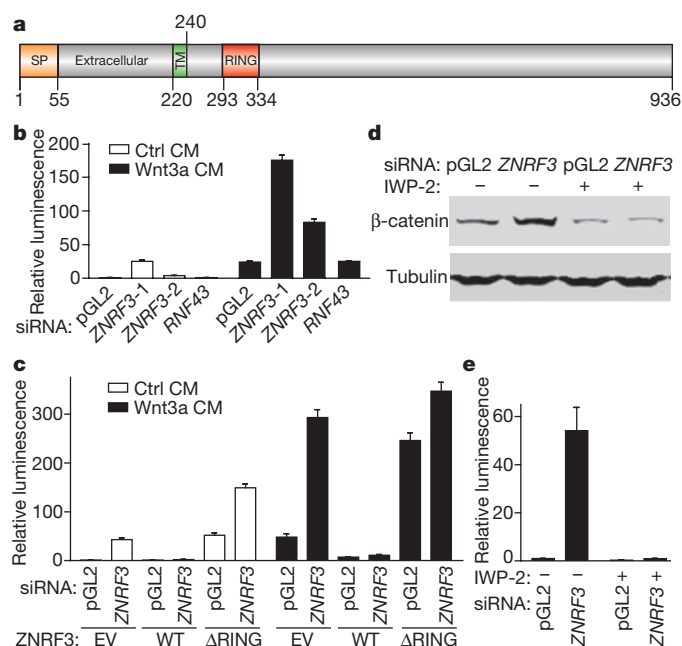 a
240
SP
Extracellular
TM
RING
1
55
220
293
334
936
b
Relative luminescence
200
150
100
50
0
Ctrl CM
Wnt3a CM
siRNA:
pGL2
ZNRF3-1
ZNRF3-2
RNF43
pGL2
ZNRF3-1
ZNRF3-2
RNF43
d
siRNA: pGL2 ZNRF3 pGL2 ZNRF3
IWP-2: – – + +
β-catenin
Tubulin
c
Relative luminescence
300
200
100
0
Ctrl CM
Wnt3a CM
siRNA: pGL2 ZNRF3 pGL2 ZNRF3 pGL2 ZNRF3 pGL2 ZNRF3 pGL2 ZNRF3 pGL2 ZNRF3
ZNRF3: EV WT ΔRING EV WT ΔRING
e
Relative luminescence
60
40
20
0
IWP-2: – – + +
siRNA: pGL2 ZNRF3 pGL2 ZNRF3